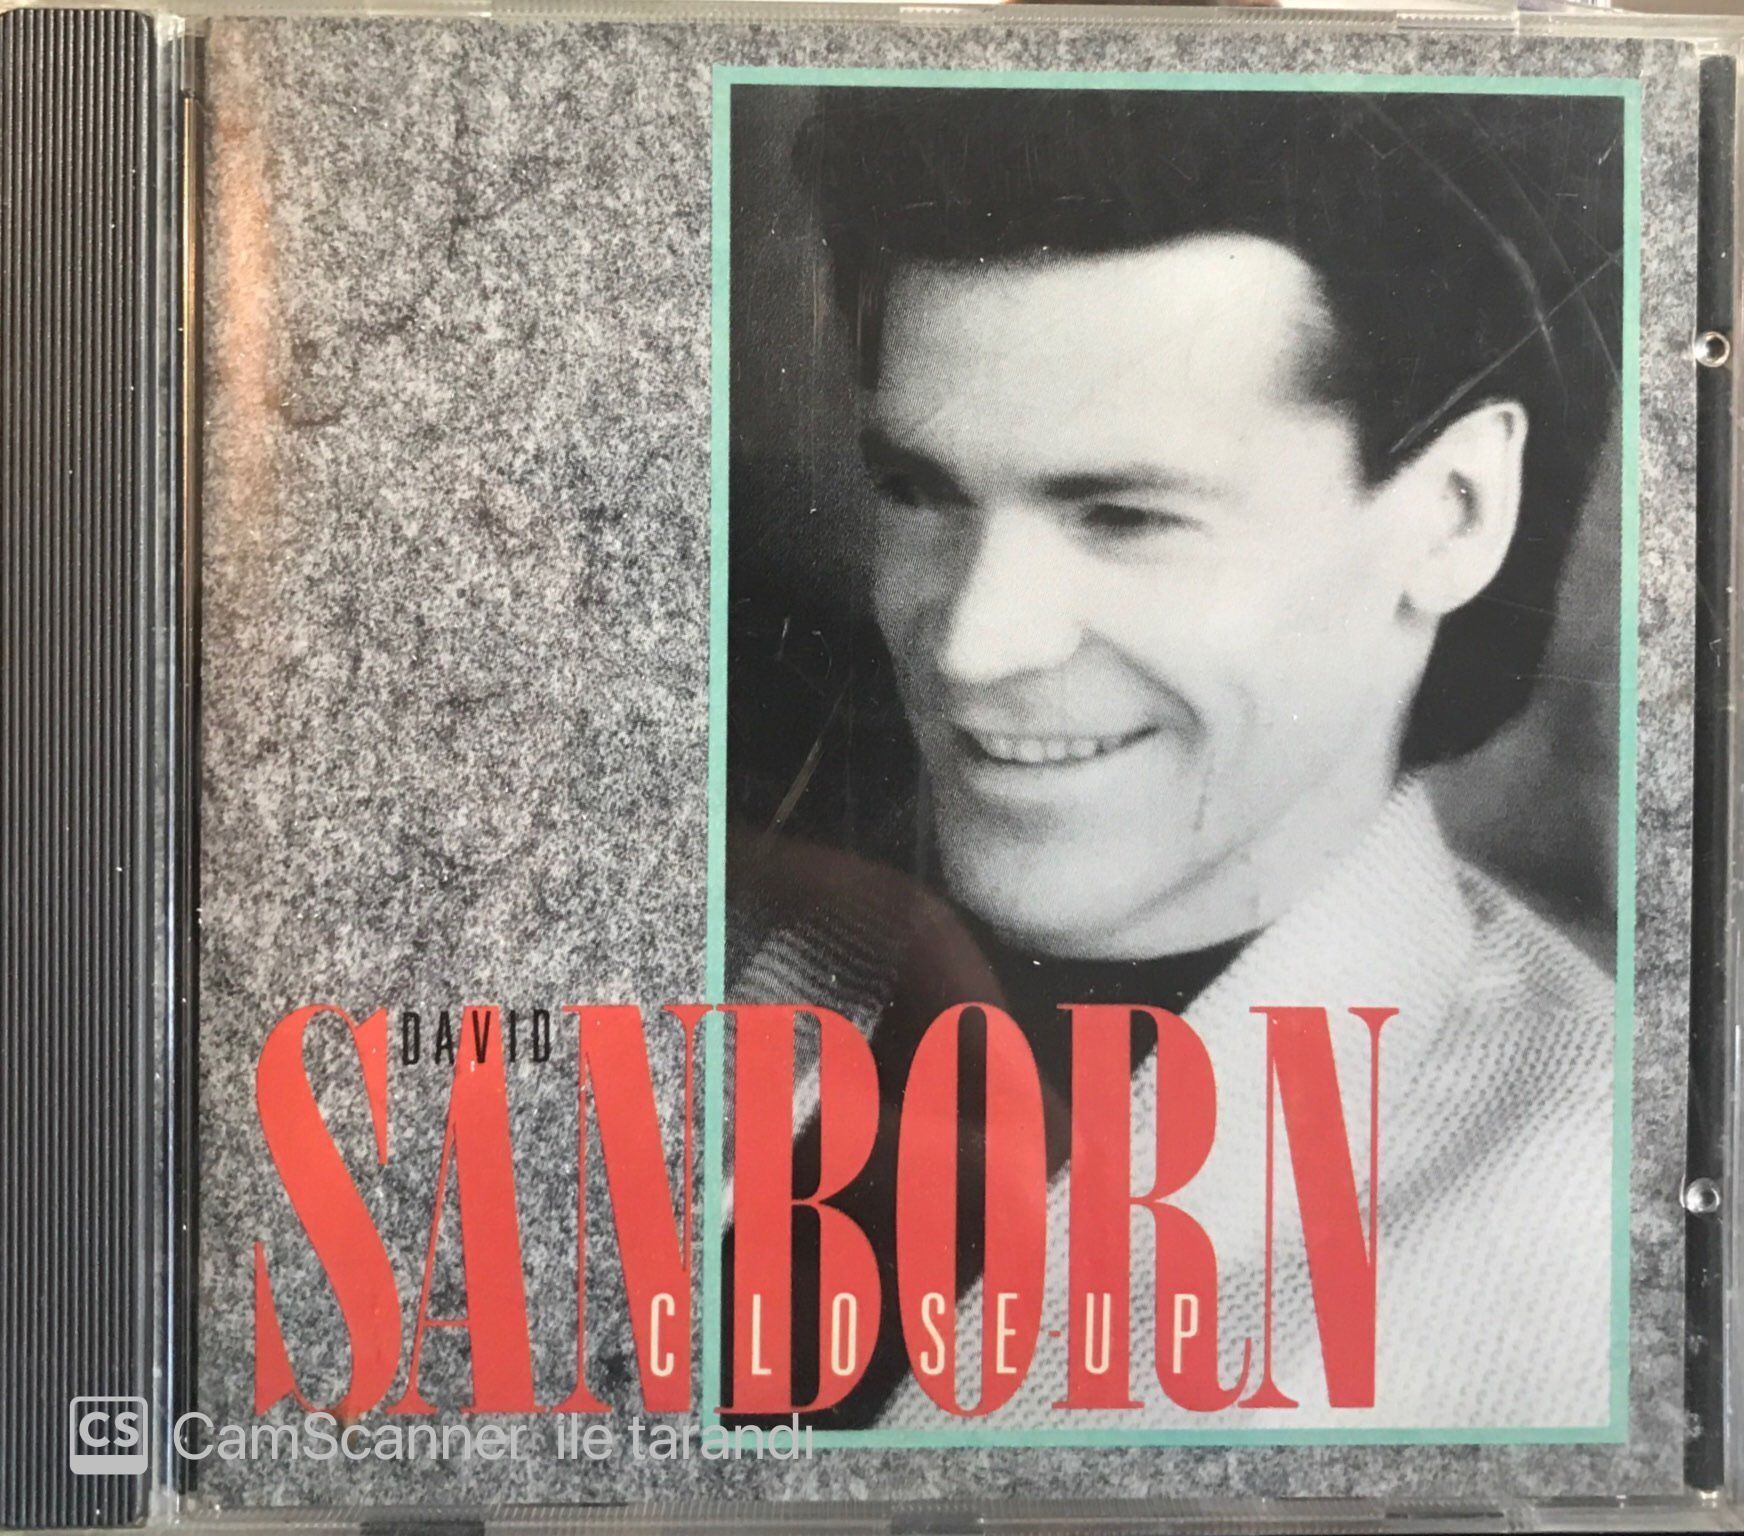 DAVID
SANBORN
CLOSE-UP
CS CamScanner ile tarandı